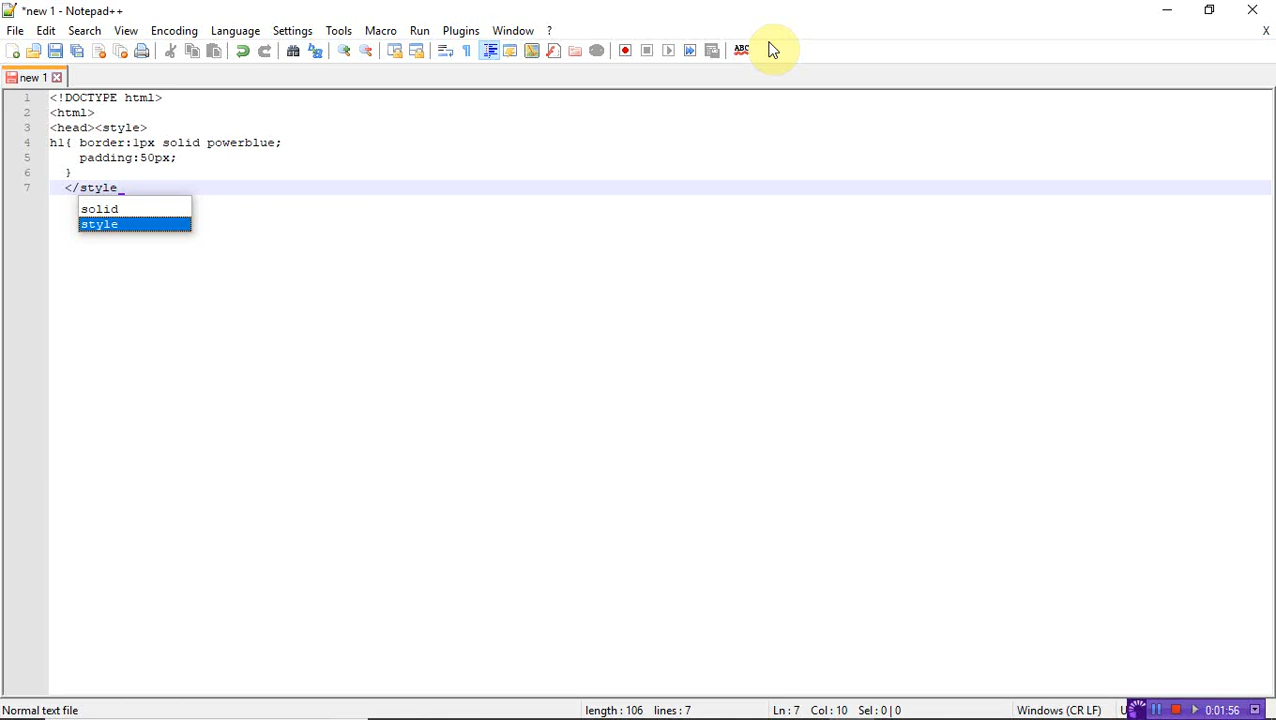 *new 1 - Notepad++
File Edit Search View Encoding Language Settings Tools Macro Run Plugins Window ? X
ABC
new 1
1 <!DOCTYPE html>
2 <html>
3 <head><style>
4 h1{ border:1px solid powerblue;
5 padding:50px;
6 }
7 </style
solid
style
Normal text file length : 106 lines : 7 Ln : 7 Col : 10 Sel : 0 | 0 Windows (CR LF) 0:01:56